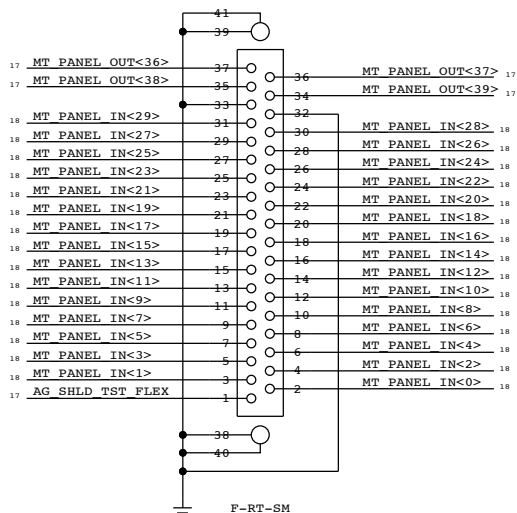 41
39
17 MT_PANEL_OUT<36> 37
36 MT_PANEL_OUT<37> 17
17 MT_PANEL_OUT<38> 35
34 MT_PANEL_OUT<39> 17
33
32
18 MT_PANEL_IN<29> 31
30 MT_PANEL_IN<28> 18
18 MT_PANEL_IN<27> 29
28 MT_PANEL_IN<26> 18
18 MT_PANEL_IN<25> 27
26 MT_PANEL_IN<24> 18
18 MT_PANEL_IN<23> 25
24 MT_PANEL_IN<22> 18
18 MT_PANEL_IN<21> 23
22 MT_PANEL_IN<20> 18
18 MT_PANEL_IN<19> 21
20 MT_PANEL_IN<18> 18
18 MT_PANEL_IN<17> 19
18 MT_PANEL_IN<16> 18
18 MT_PANEL_IN<15> 17
16 MT_PANEL_IN<14> 18
18 MT_PANEL_IN<13> 15
14 MT_PANEL_IN<12> 18
18 MT_PANEL_IN<11> 13
12 MT_PANEL_IN<10> 18
18 MT_PANEL_IN<9> 11
10 MT_PANEL_IN<8> 18
18 MT_PANEL_IN<7> 9
8 MT_PANEL_IN<6> 18
18 MT_PANEL_IN<5> 7
6 MT_PANEL_IN<4> 18
18 MT_PANEL_IN<3> 5
4 MT_PANEL_IN<2> 18
18 MT_PANEL_IN<1> 3
2 MT_PANEL_IN<0> 18
17 AG_SHLD_TST_FLEX 1
38
40
F-RT-SM